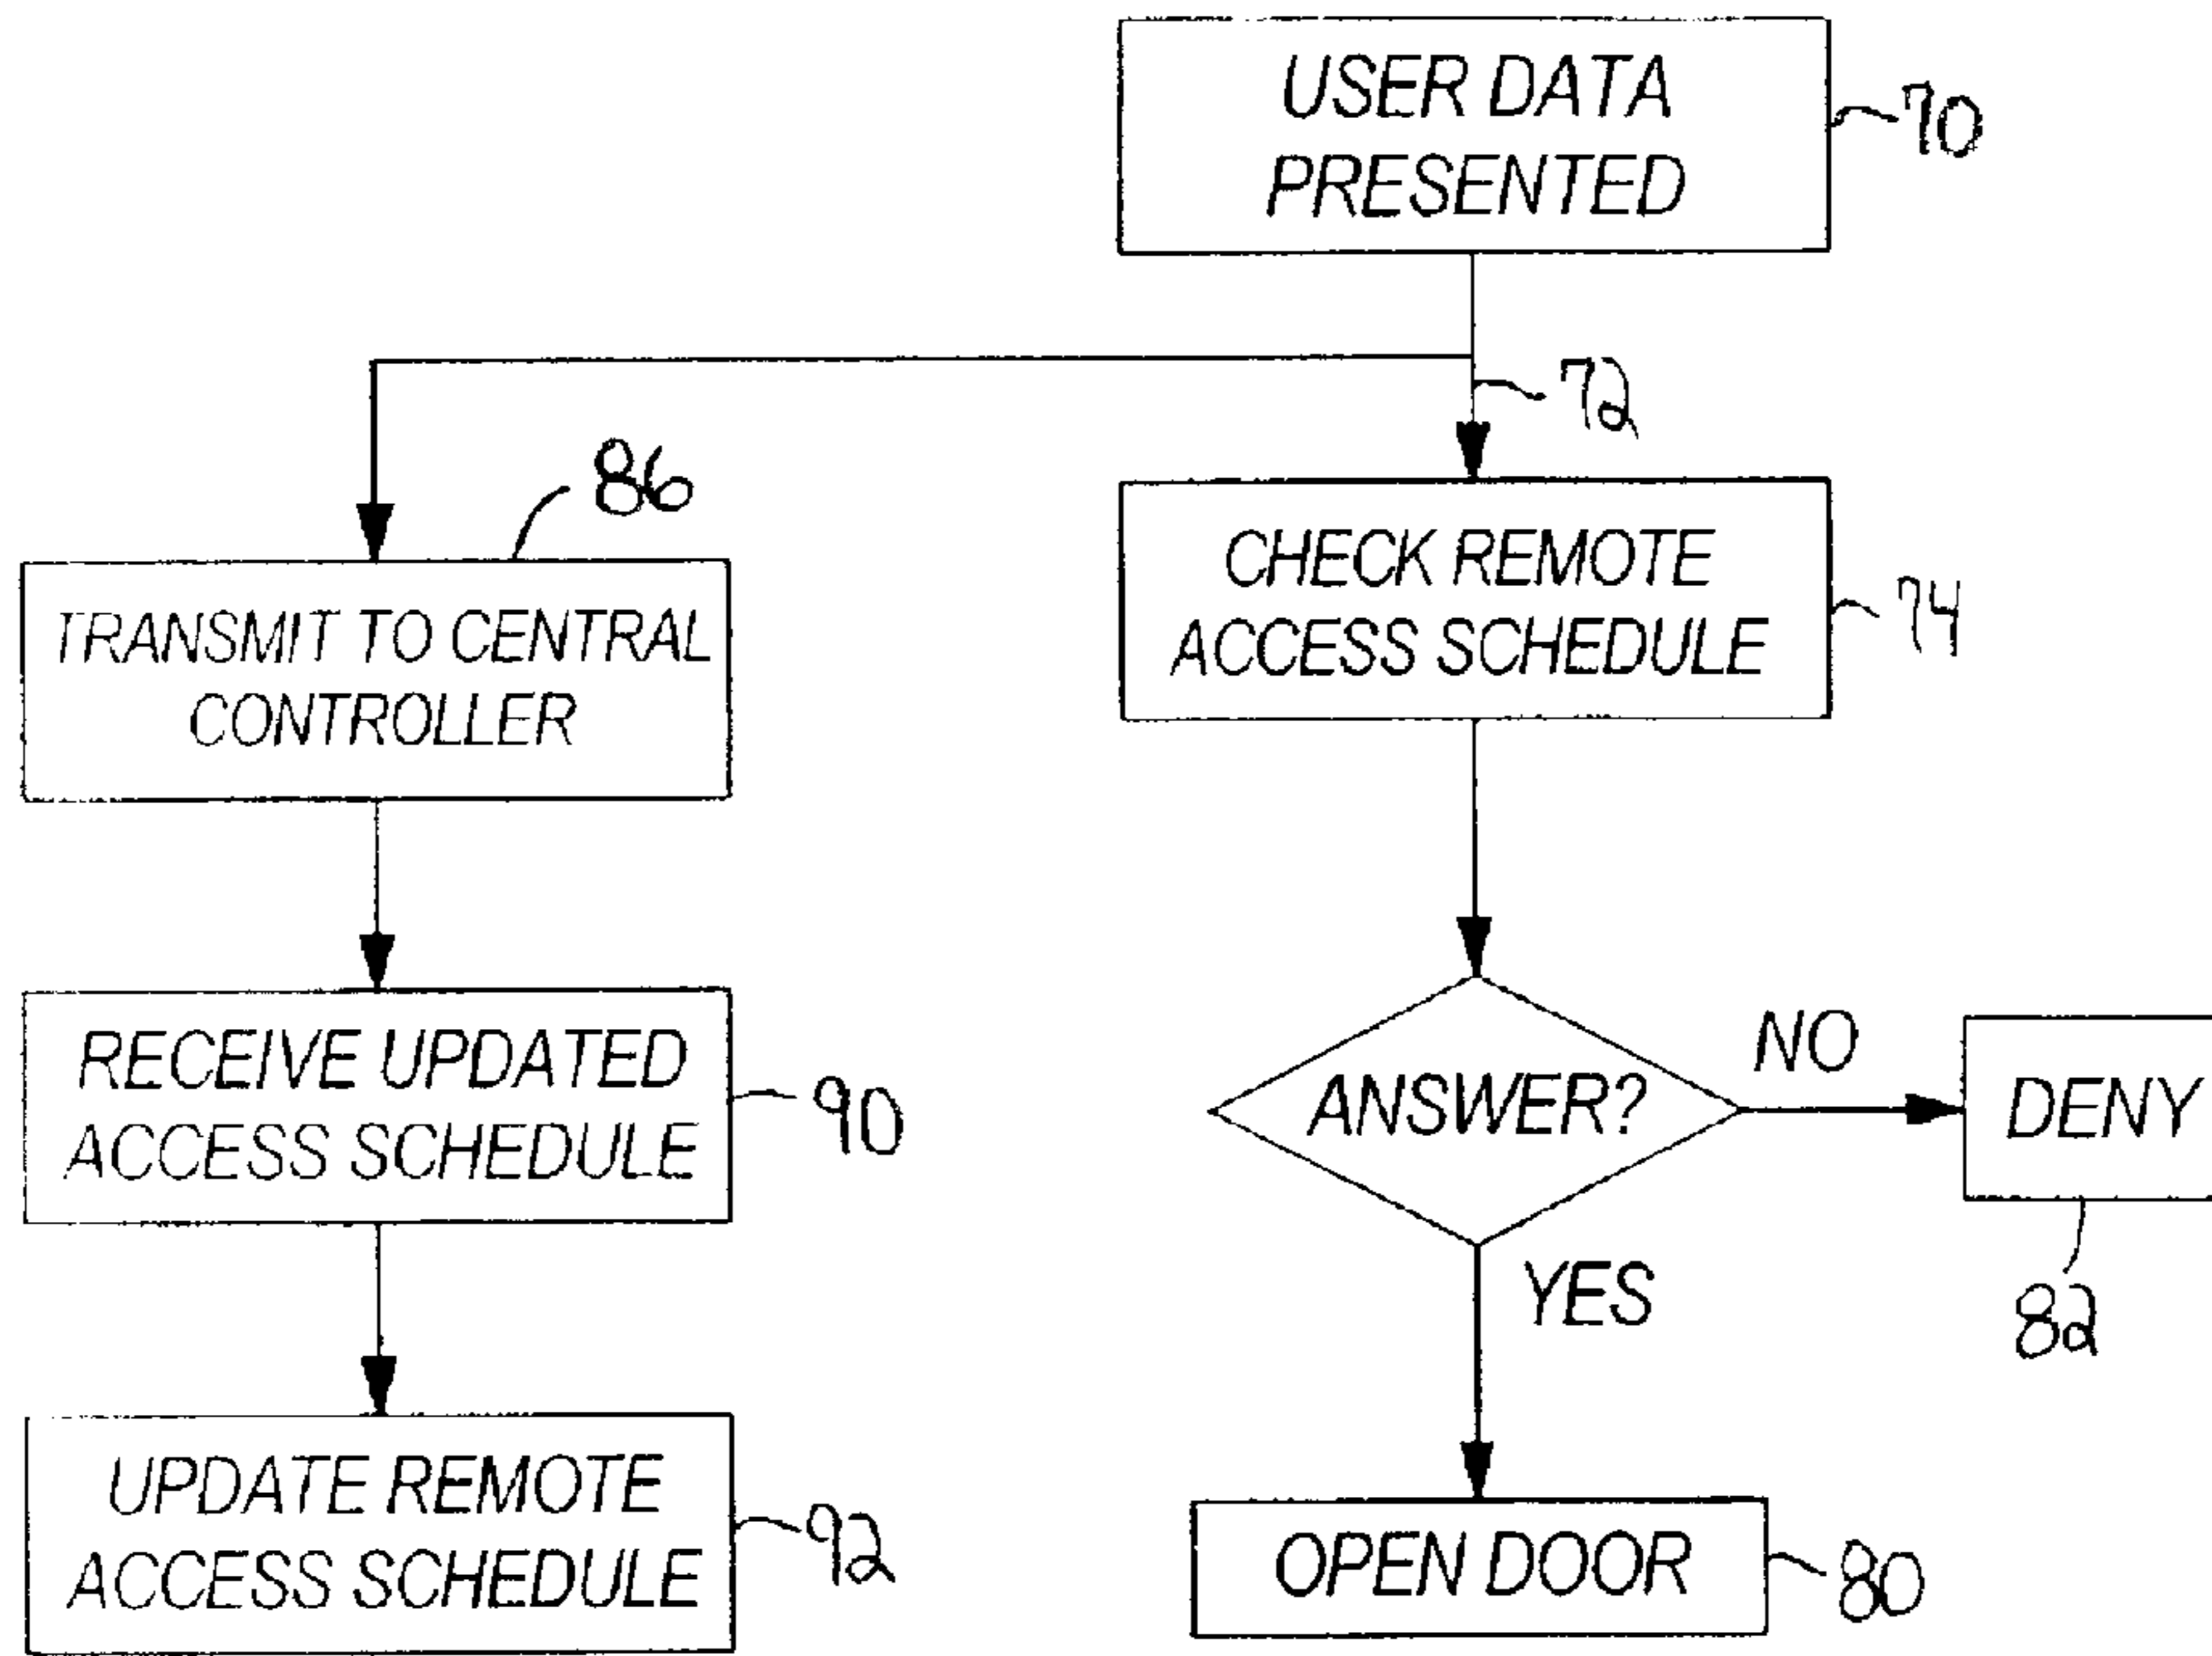 USER DATA
PRESENTED
70
72
86
TRANSMIT TO CENTRAL
CONTROLLER
CHECK REMOTE
ACCESS SCHEDULE
74
RECEIVE UPDATED
ACCESS SCHEDULE
90
ANSWER?
NO
DENY
82
YES
UPDATE REMOTE
ACCESS SCHEDULE
92
OPEN DOOR
80